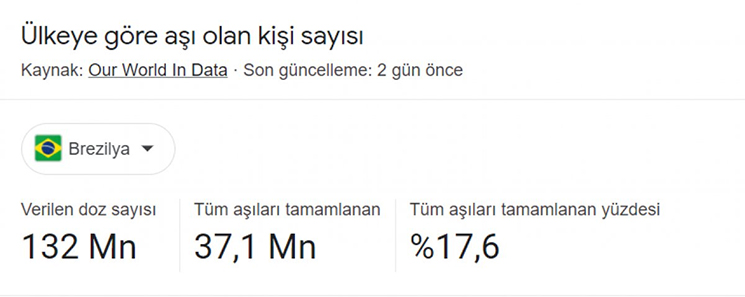 Ülkeye göre aşı olan kişi sayısı
Kaynak: Our World In Data · Son güncelleme: 2 gün önce
Brezilya
Verilen doz sayısı
132 Mn
Tüm aşıları tamamlanan
37,1 Mn
Tüm aşıları tamamlanan yüzdesi
%17,6